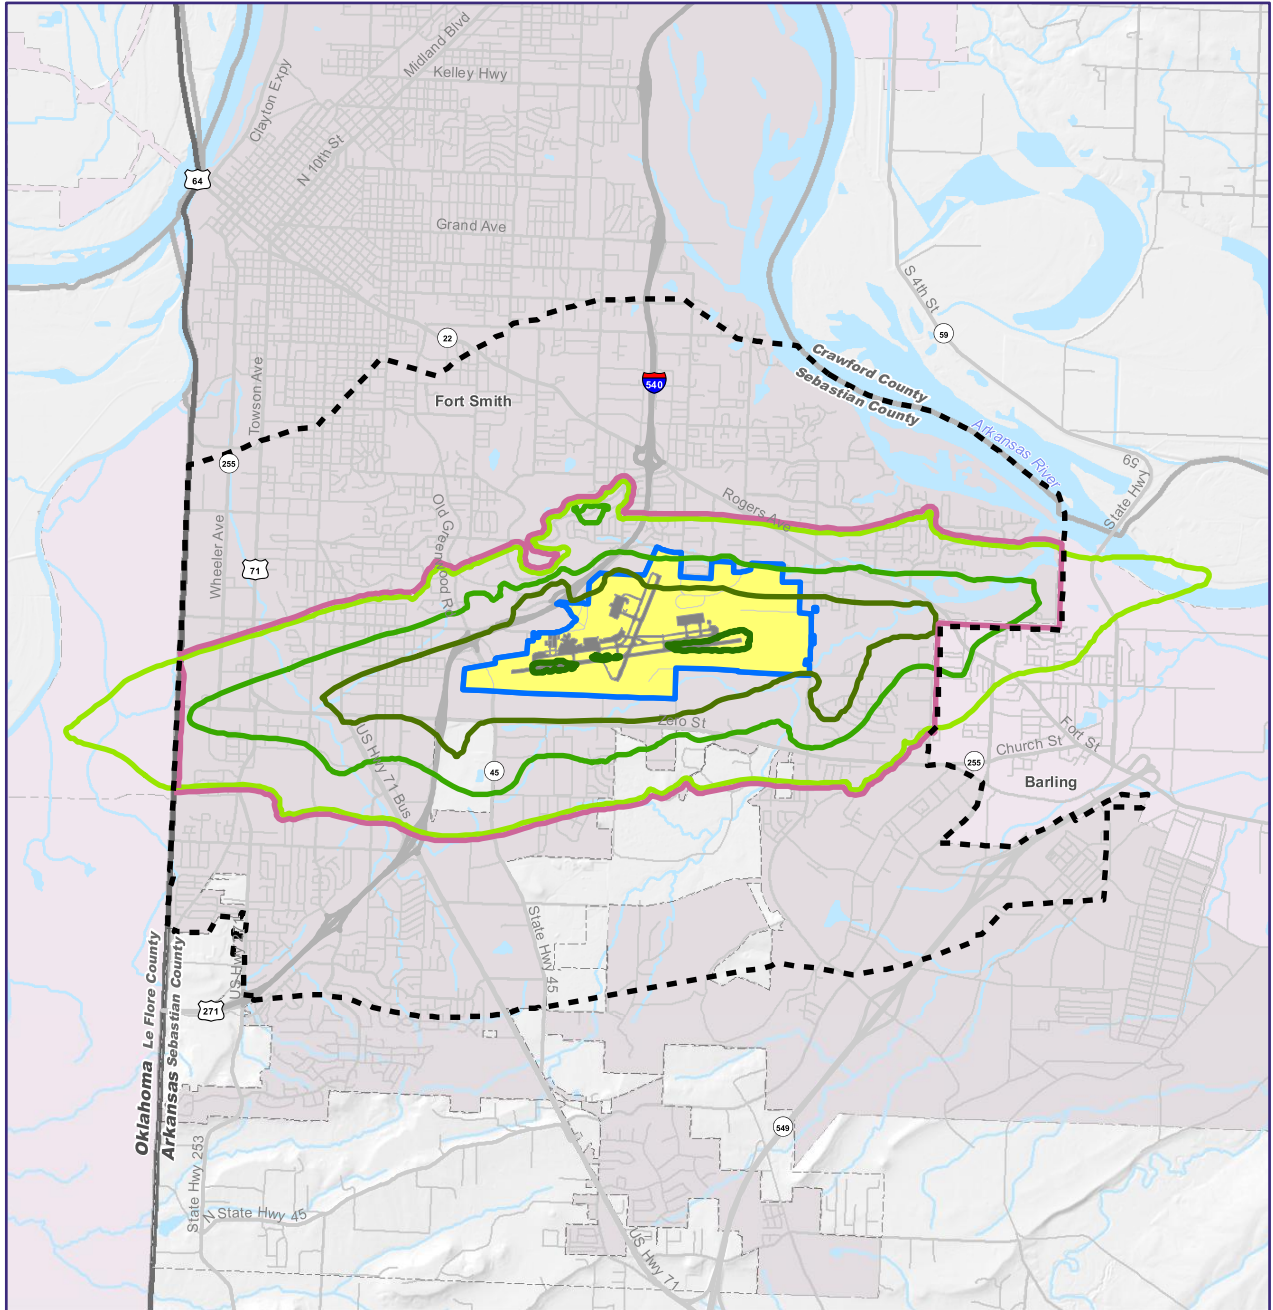 Midland Blvd
Kelley Hwy
Clayton Expy
N 10th St
64
Grand Ave
S 4th St
59
22
Crawford County
Sebastian County
540
Fort Smith
Towson Ave
Arkansas River
59
State Hwy
255
Rogers Ave
Old Greenwood R
Wheeler Ave
71
Zero St
US Hwy 71 Bus
Fort St
Church St
255
45
Barling
State Hwy 45
US Hwy
271
Oklahoma Le Flore County
Arkansas Sebastian County
549
State Hwy 253
N State Hwy 45
US Hwy 71